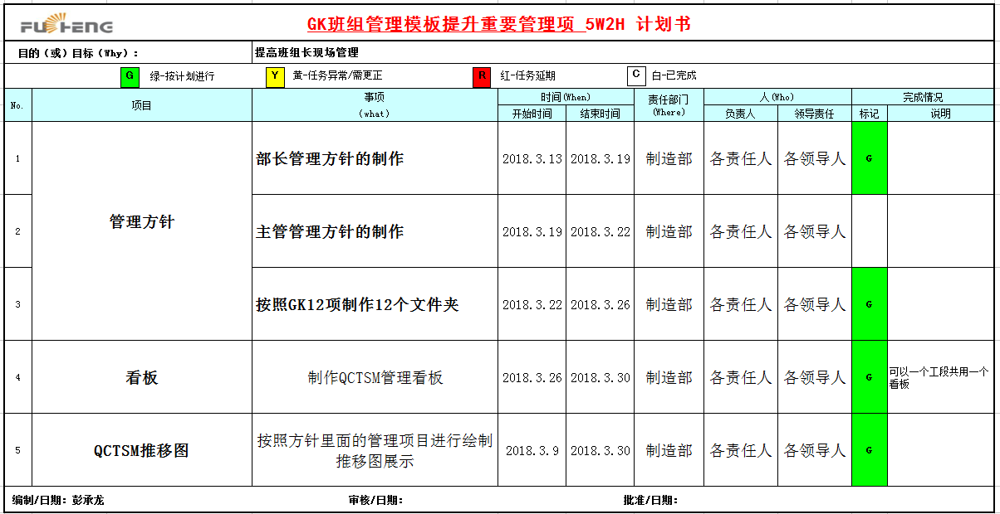 FUSHENG
GK班组管理模板提升重要管理项 5W2H 计划书
目的（或）目标（Why）： 提高班组长现场管理
G 绿-按计划进行 Y 黄-任务异常/需更正 R 红-任务延期 C 白-已完成
No. 项目 事项 时间(When) 责任部门 人(Who) 完成情况
(what) 开始时间 结束时间 (Where) 负责人 领导责任 标记 说明
1 管理方针 部长管理方针的制作 2018.3.13 2018.3.19 制造部 各责任人 各领导人 G
2 主管管理方针的制作 2018.3.19 2018.3.22 制造部 各责任人 各领导人
3 按照GK12项制作12个文件夹 2018.3.22 2018.3.26 制造部 各责任人 各领导人 G
4 看板 制作QCTSM管理看板 2018.3.26 2018.3.30 制造部 各责任人 各领导人 G 可以一个工段共用一个
看板
5 QCTSM推移图 按照方针里面的管理项目进行绘制 2018.3.9 2018.3.30 制造部 各责任人 各领导人 G
推移图展示
编制/日期: 彭承龙 审核/日期: 批准/日期: